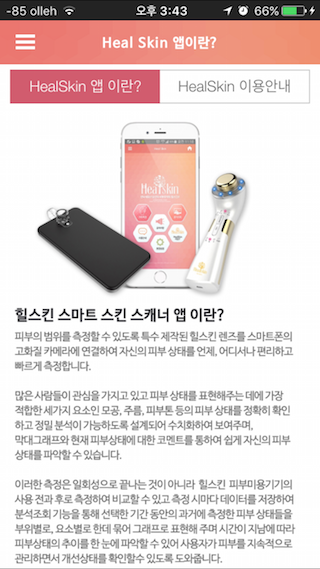 -85 olleh 오후 3:43 66%
Heal Skin 앱이란?
HealSkin 앱 이란? HealSkin 이용안내
Heal Skin
힐스킨 스마트 스킨 스캐너 앱 이란?
피부의 범위를 측정할 수 있도록 특수 제작된 힐스킨 렌즈를 스마트폰의
고화질 카메라에 연결하여 자신의 피부 상태를 언제, 어디서나 편리하고
빠르게 측정합니다.
많은 사람들이 관심을 가지고 있고 피부 상태를 표현해주는 데에 가장
적합한 세가지 요소인 모공, 주름, 피부톤 등의 피부 상태를 정확히 확인
하고 정밀 분석이 가능하도록 설계되어 수치화하여 보여주며,
막대그래프와 현재 피부상태에 대한 코멘트를 통하여 쉽게 자신의 피부
상태를 파악할 수 있습니다.
이러한 측정은 일회성으로 끝나는 것이 아니라 힐스킨 피부미용기기의
사용 전과 후로 측정하여 비교할 수 있고 측정 시마다 데이터를 저장하여
분석조회 기능을 통해 선택한 기간 동안의 과거에 측정한 피부 상태들을
부위별로, 요소별로 한데 묶어 그래프로 표현해 주며 시간이 지남에 따라
피부상태의 추이를 한 눈에 파악할 수 있어 사용자가 피부를 지속적으로
관리하면서 개선상태를 확인할수 있도록 도와줍니다.